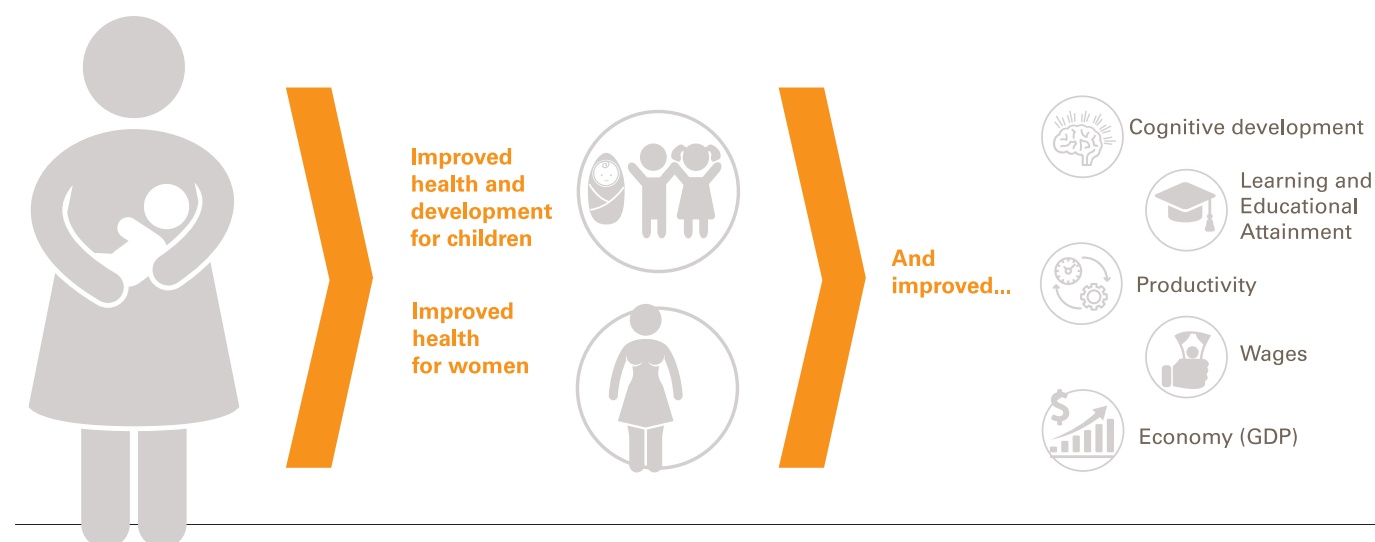 Improved
health and
development
for children
Improved
health
for women
And
improved...
Cognitive development
Learning and
Educational
Attainment
Productivity
Wages
$
Economy (GDP)